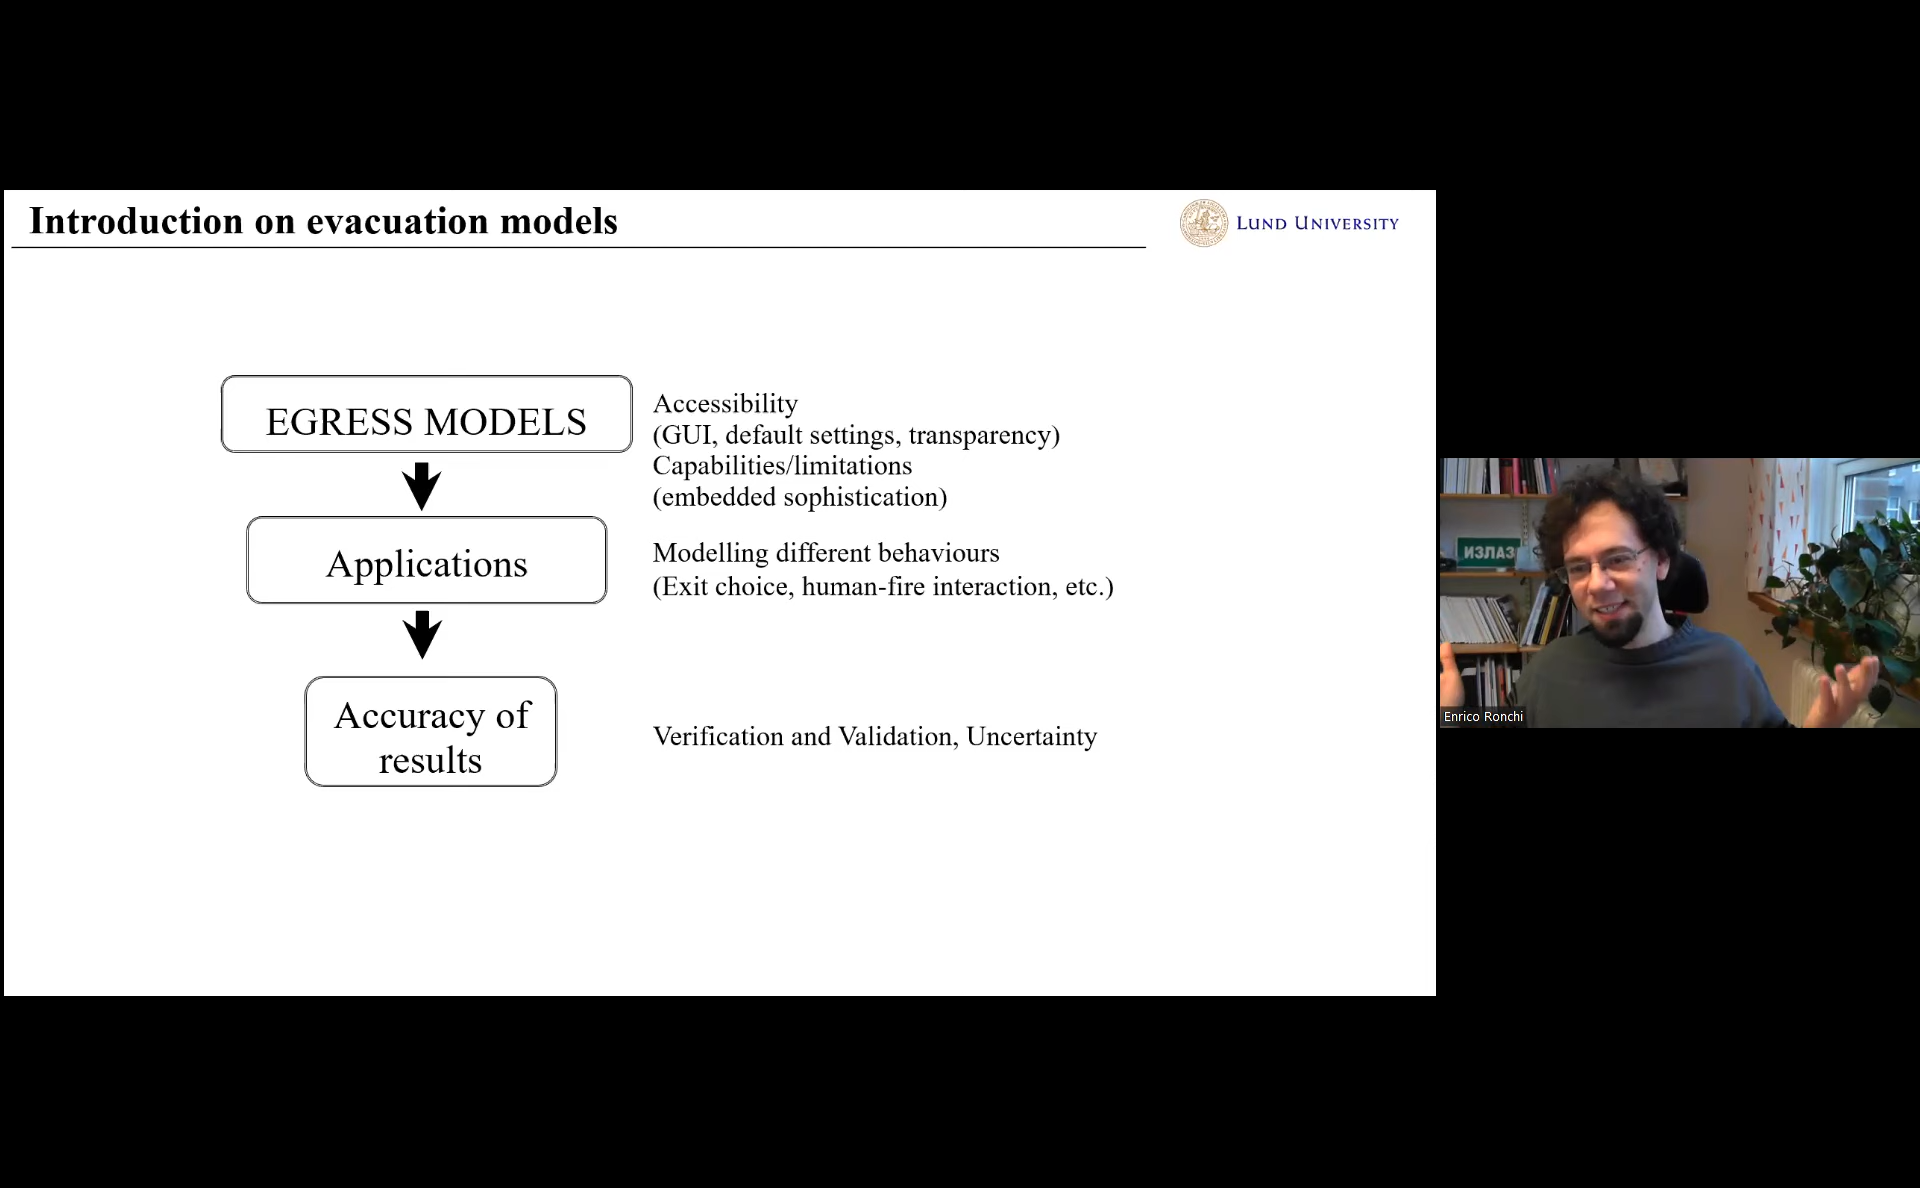 Introduction on evacuation models
LUND UNIVERSITY
EGRESS MODELS
Accessibility
(GUI, default settings, transparency)
Capabilities/limitations
(embedded sophistication)
Applications
Modelling different behaviours
(Exit choice, human-fire interaction, etc.)
Accuracy of
results
Verification and Validation, Uncertainty
ИЗЛАЗ
Enrico Ronchi